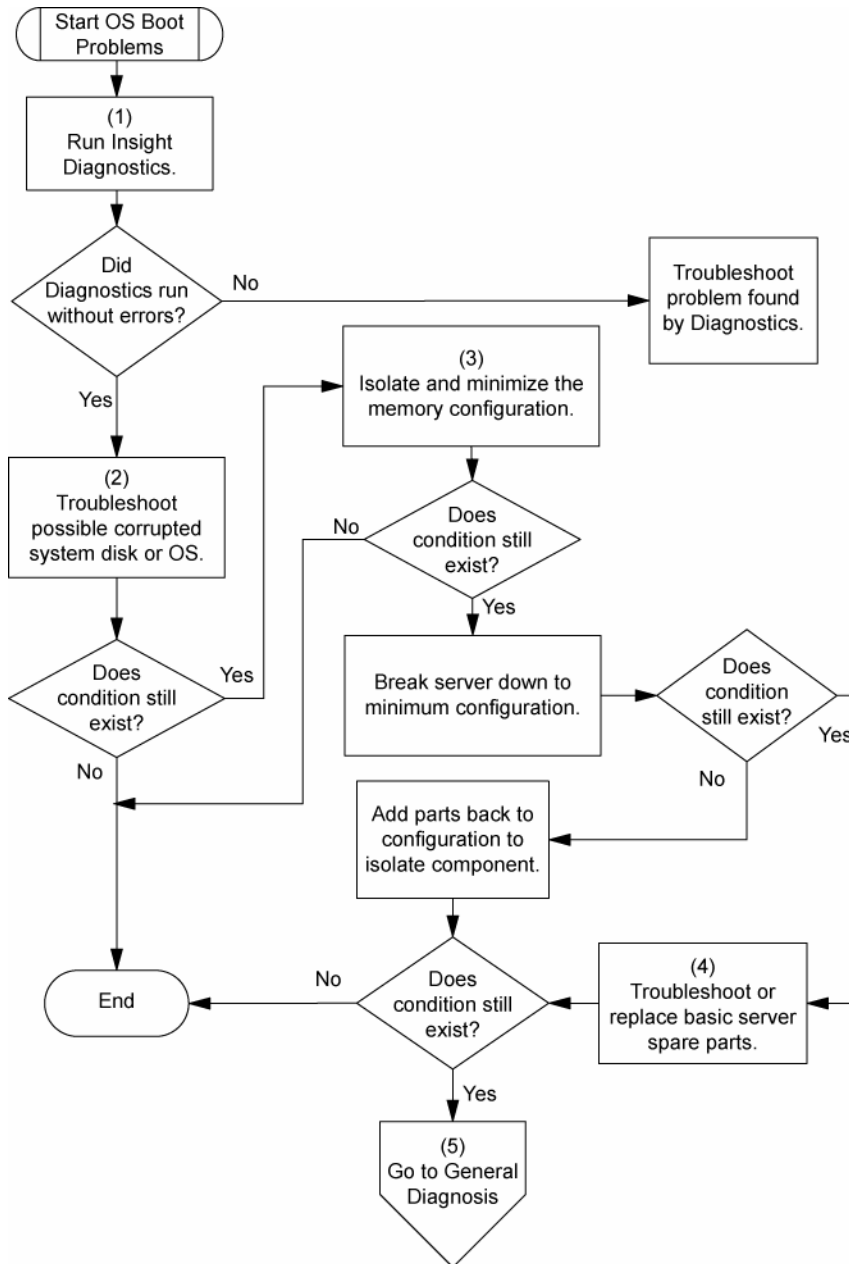 Start OS Boot
Problems
(1)
Run Insight
Diagnostics.
Did
Diagnostics run
without errors?
No
Troubleshoot
problem found
by Diagnostics.
Yes
(2)
Troubleshoot
possible corrupted
system disk or OS.
Does
condition still
exist?
Yes
No
(3)
Isolate and minimize the
memory configuration.
Does
condition still
exist?
No
Yes
Break server down to
minimum configuration.
Does
condition
still exist?
Yes
No
Add parts back to
configuration to
isolate component.
(4)
Troubleshoot or
replace basic server
spare parts.
Does
condition still
exist?
No
End
Yes
(5)
Go to General
Diagnosis